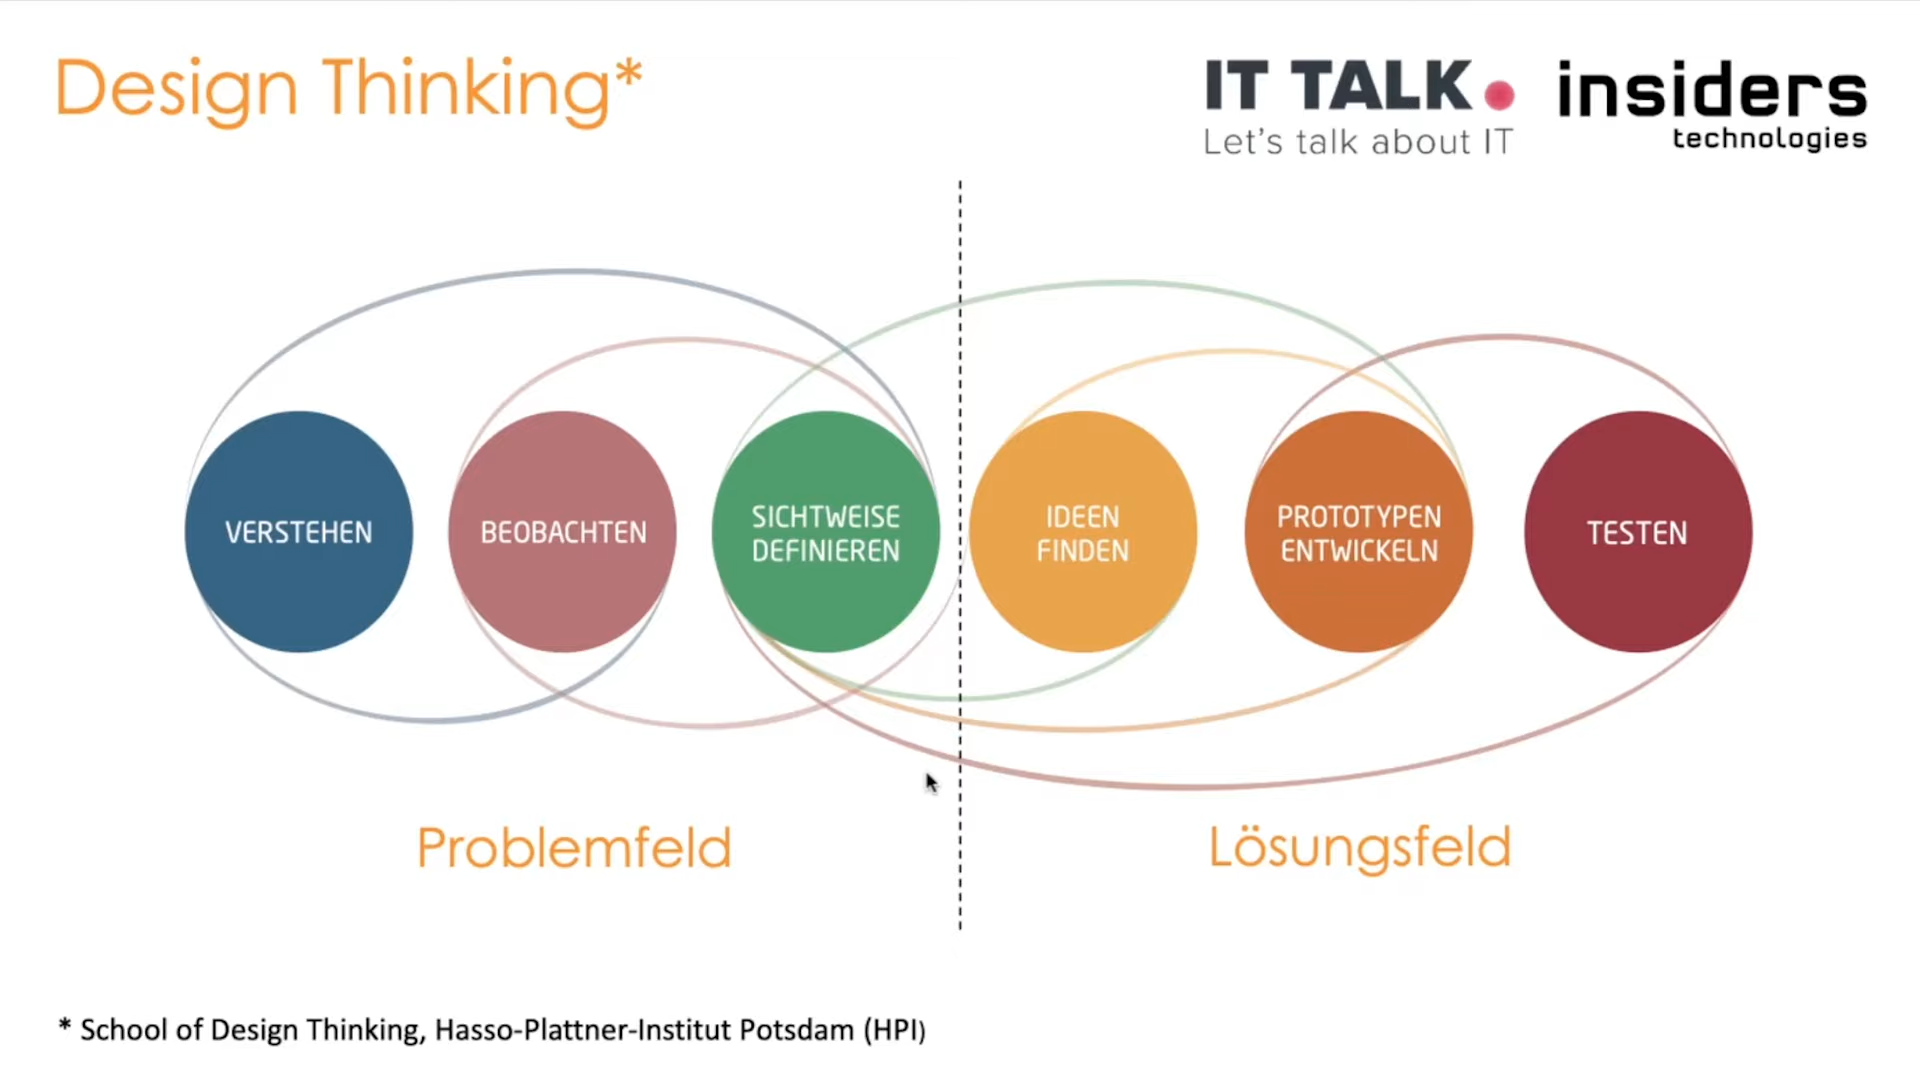 Design Thinking*
IT TALK
Let's talk about IT
insiders
technologies
VERSTEHEN
BEOBACHTEN
SICHTWEISE
DEFINIEREN
IDEEN
FINDEN
PROTOTYPEN
ENTWICKELN
TESTEN
Problemfeld
Lösungsfeld
* School of Design Thinking, Hasso-Plattner-Institut Potsdam (HPI)